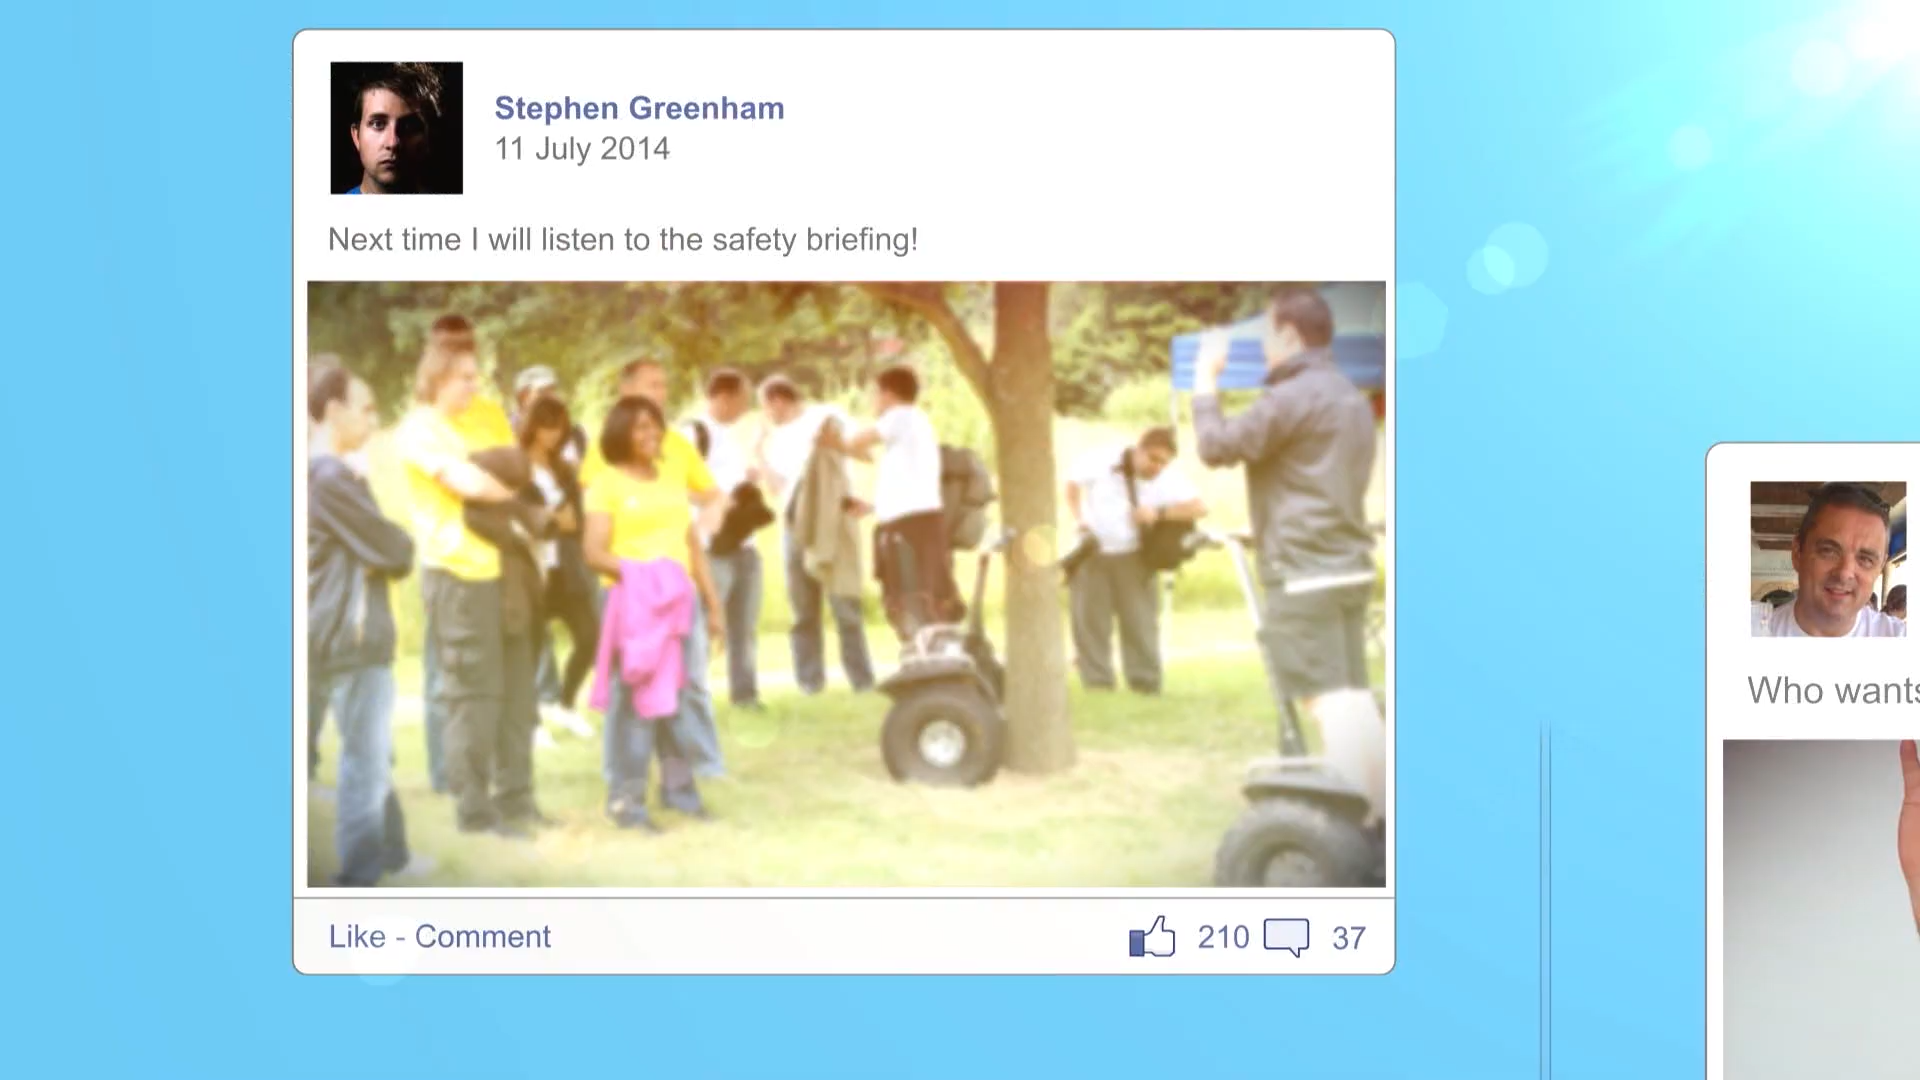 Stephen Greenham
11 July 2014
Next time I will listen to the safety briefing!
Like - Comment
210
37
Who wants